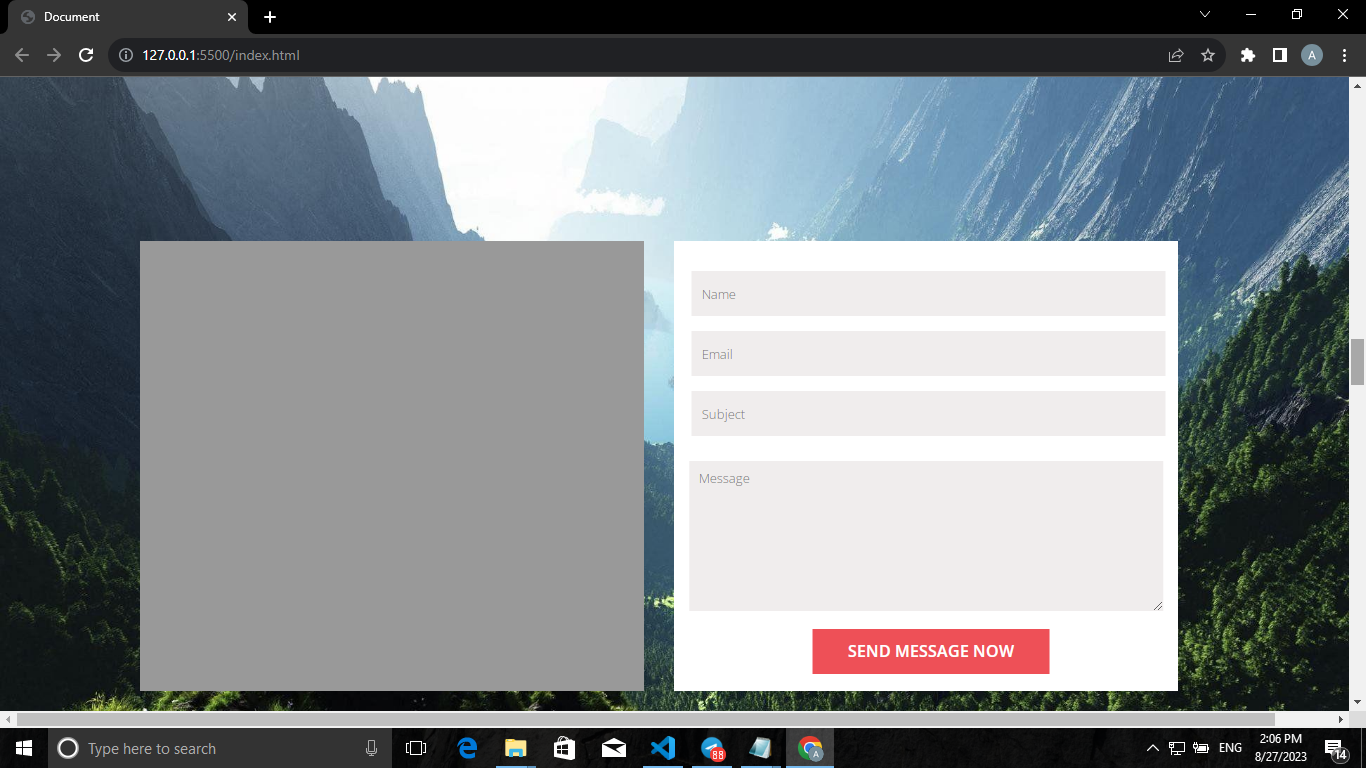 Document
127.0.0.1:5500/index.html
A
Name
Email
Subject
Message
SEND MESSAGE NOW
Type here to search
88
A
ENG
2:06 PM
8/27/2023
14